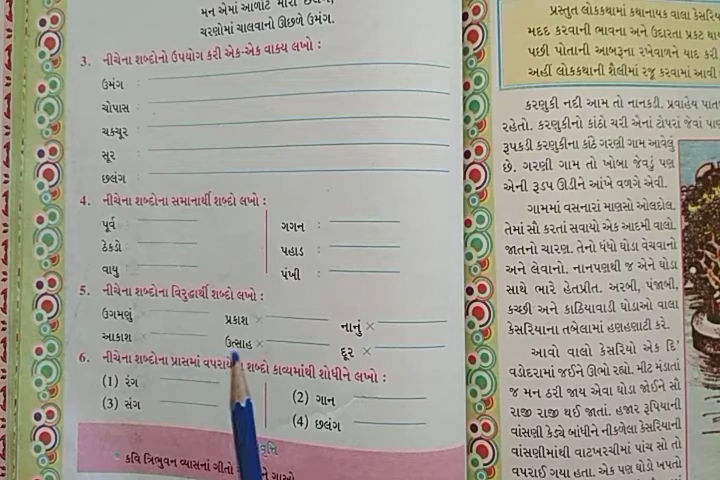 મન એમાં આળોટે મારી
ચરણોમાં ચાલવાનો ઊછળે ઉમંગ.
3. નીચેના શબ્દોનો ઉપયોગ કરી એક-એક વાક્ય લખો :
ઉમંગ :
ચોપાસ :
ચકચૂર :
સૂર :
છલંગ :
4. નીચેના શબ્દોના સમાનાર્થી શબ્દો લખો :
પૂર્વ : ગગન :
ઠેકડો : પહાડ :
વાયુ : પંખી :
5. નીચેના શબ્દોના વિરુદ્ધાર્થી શબ્દો લખો :
ઉગમણું × પ્રકાશ × નાનું ×
આકાશ × ઉત્સાહ × દૂર ×
6. નીચેના શબ્દોના પ્રાસમાં વપરાયેલા શબ્દો કાવ્યમાંથી શોધીને લખો :
(1) રંગ (2) ગાન
(3) સંગ (4) છલંગ
કવિ ત્રિભુવન વ્યાસનાં ગીતો
પ્રસ્તુત લોકકથામાં કથાનાયક વાલા કેસરિય
મદદ કરવાની ભાવના અને ઉદારતા પ્રકટ થા
પછી પોતાની આબરૂના રખેવાળને યાદ કરી
અહીં લોકકથાની શૈલીમાં રજૂ કરવામાં આવી
કરણુકી નદી આમ તો નાનકડી. પ્રવાહેય પાત
રહેતો. કરણુકીનો કાંઠો ચરી એનાં ટોપરાં જેવાં પાણ
રૂપકડી કરણુકીના કાંઠે ગરણી ગામ આવેલું
છે. ગરણી ગામ તો ખોબા જેવડું પણ
એની રૂડપ ઊડીને આંખે વળગે એવી.
ગામમાં વસનારાં માણસો ઓલદોલ.
તેમાં સૌ કરતાં સવાયો એક આદમી વાલો.
જાતનો ચારણ. તેનો ધંધો ઘોડા વેચવાનો
અને લેવાનો. નાનપણથી જ એને ઘોડા
સાથે ભારે હેતપ્રીત. અરબી, પંજાબી,
કચ્છી અને કાઠિયાવાડી ઘોડાઓ વાલા
કેસરિયાના તબેલામાં હણહણાટી કરે.
આવો વાલો કેસરિયો એક દિ'
વડોદરામાં જઈને ઊભો રહ્યો. મીટ મંડાતાં
જ મન ઠરી જાય એવા ઘોડા જોઈને સૌ
રાજી રાજી થઈ જાતાં. હજાર રૂપિયાની
વાંસણી કેડ્યે બાંધીને નીકળેલા કેસરિયાની
વાંસણીમાંથી વાટખરચીમાં પાંચ સો તો
વપરાઈ ગયા હતા. એક પણ ઘોડો ખપતો